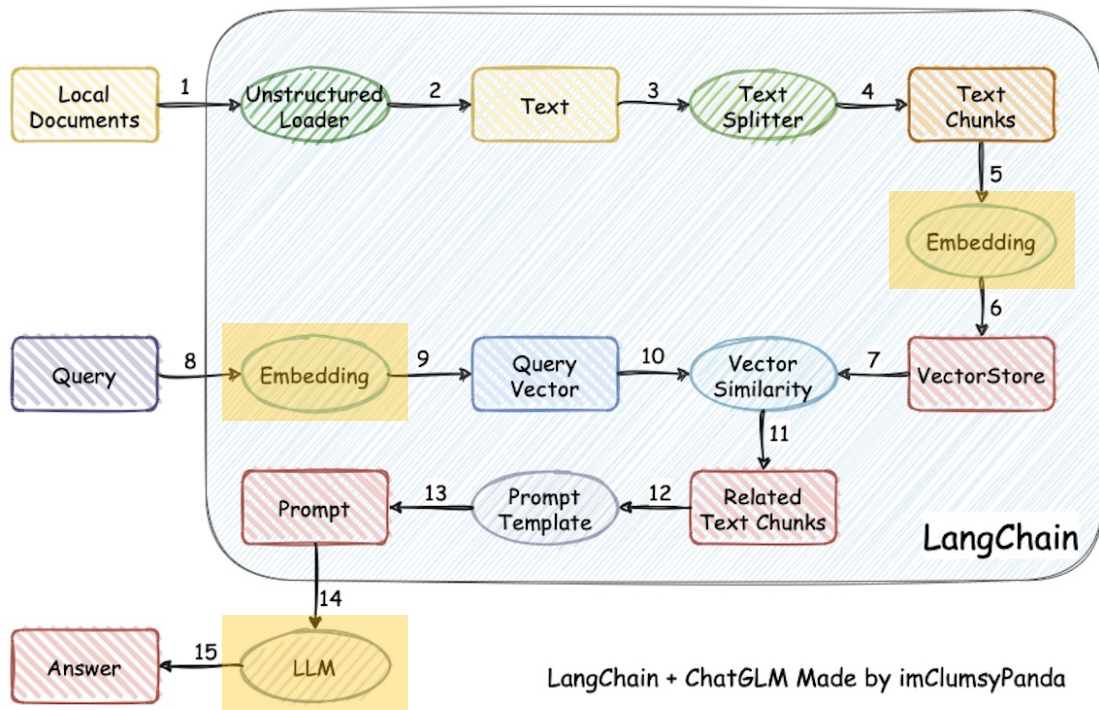 Local
Documents
1
Unstructured
Loader
2
Text
3
Text
Splitter
4
Text
Chunks
5
Embedding
6
Query
8
Embedding
9
Query
Vector
10
Vector
Similarity
7
VectorStore
11
Prompt
13
Prompt
Template
12
Related
Text Chunks
LangChain
14
Answer
15
LLM
LangChain + ChatGLM Made by imClumsyPanda